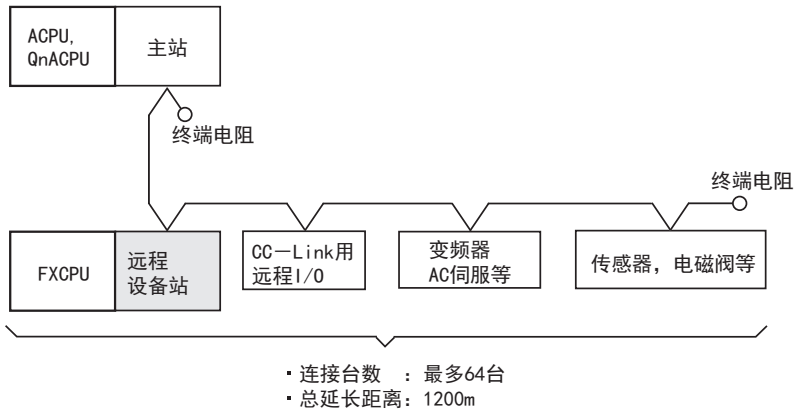 ACPU,
QnACPU
主站
终端电阻
终端电阻
FXCPU
远程
设备站
CC－Link用
远程I/O
变频器
AC伺服等
传感器，电磁阀等
▪连接台数 ：最多64台
▪总延长距离：1200m